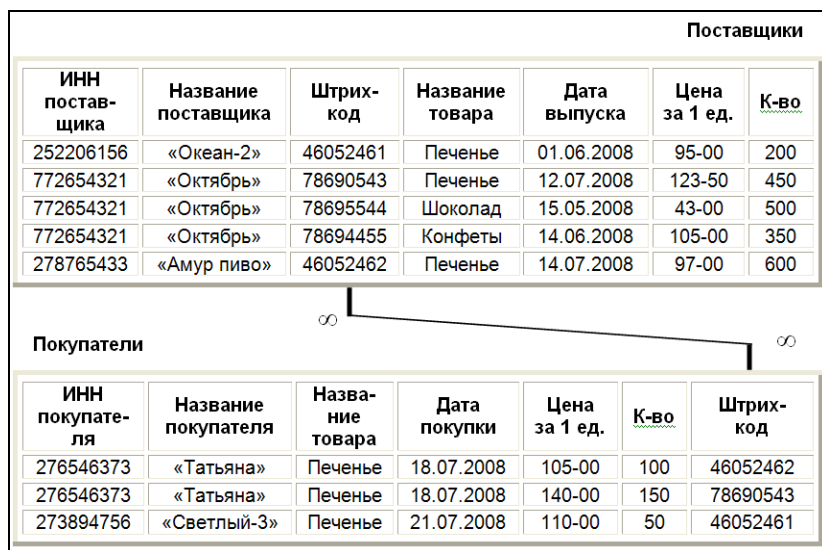 Поставщики
ИНН постав-щика Название поставщика Штрих-код Название товара Дата выпуска Цена за 1 ед. К-во
252206156 «Океан-2» 46052461 Печенье 01.06.2008 95-00 200
772654321 «Октябрь» 78690543 Печенье 12.07.2008 123-50 450
772654321 «Октябрь» 78695544 Шоколад 15.05.2008 43-00 500
772654321 «Октябрь» 78694455 Конфеты 14.06.2008 105-00 350
278765433 «Амур пиво» 46052462 Печенье 14.07.2008 97-00 600
∞ ∞
Покупатели
ИНН покупате-ля Название покупателя Назва-ние товара Дата покупки Цена за 1 ед. К-во Штрих-код
276546373 «Татьяна» Печенье 18.07.2008 105-00 100 46052462
276546373 «Татьяна» Печенье 18.07.2008 140-00 150 78690543
273894756 «Светлый-3» Печенье 21.07.2008 110-00 50 46052461